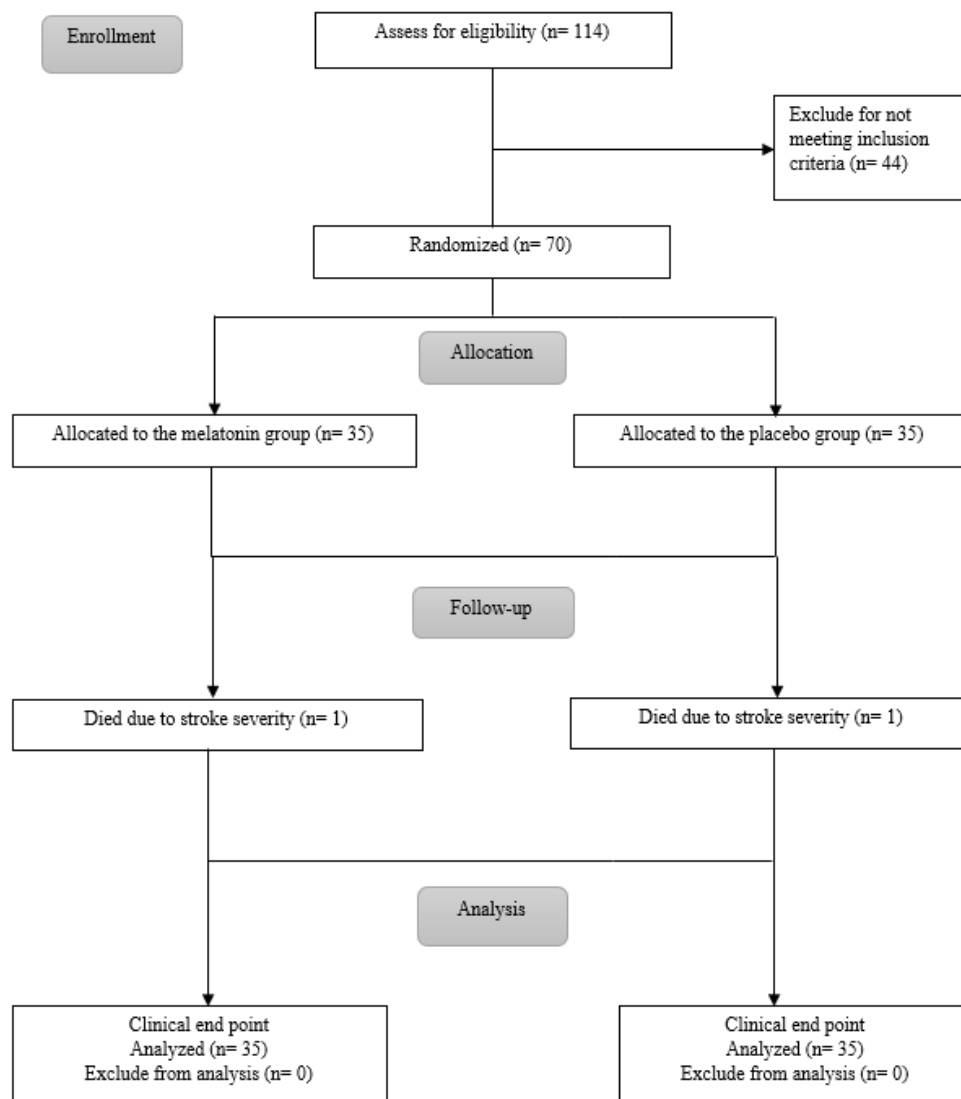 Enrollment
Assess for eligibility (n= 114)
Exclude for not
meeting inclusion
criteria (n= 44)
Randomized (n= 70)
Allocation
Allocated to the melatonin group (n= 35)
Allocated to the placebo group (n= 35)
Follow-up
Died due to stroke severity (n= 1)
Died due to stroke severity (n= 1)
Analysis
Clinical end point
Analyzed (n= 35)
Exclude from analysis (n= 0)
Clinical end point
Analyzed (n= 35)
Exclude from analysis (n= 0)